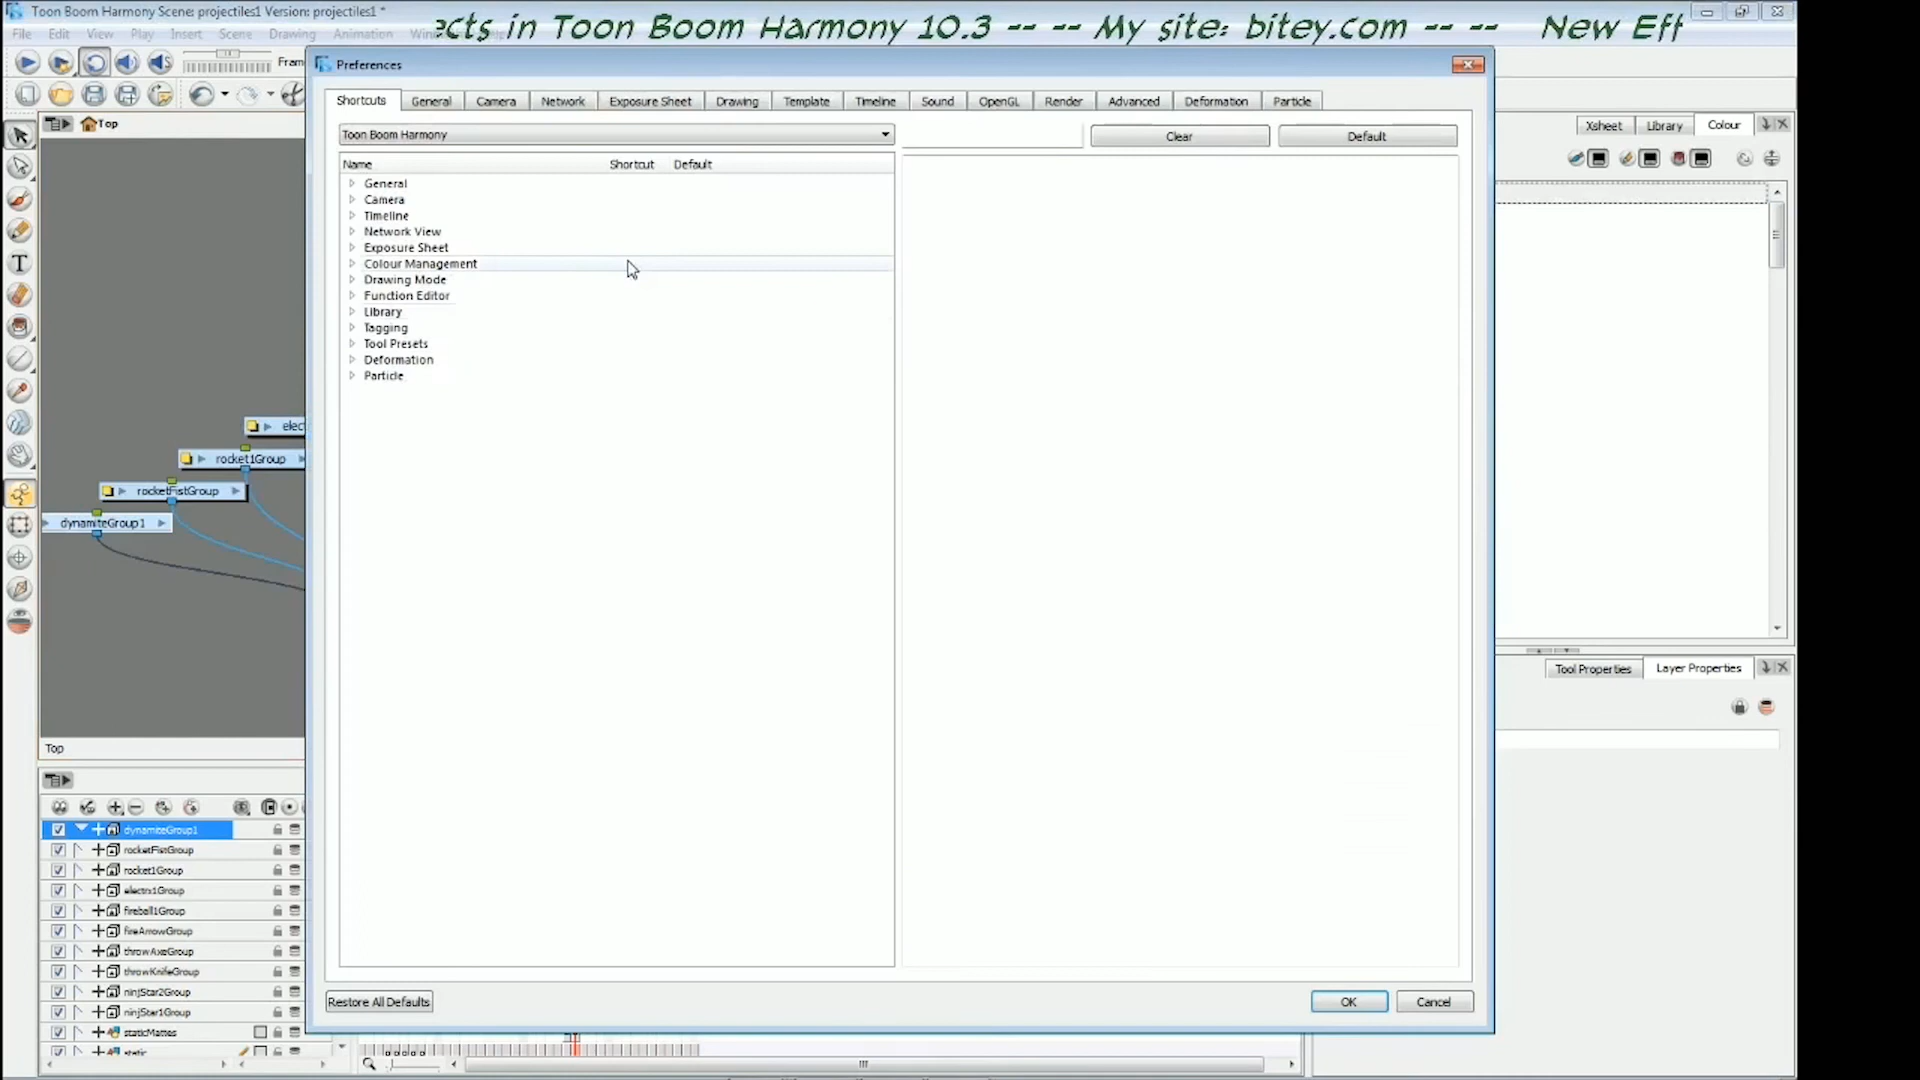 Toon Boom Harmony Scene: projectiles1 Version: projectiles1 *
ects in Toon Boom Harmony 10.3 -- -- My site: bitey.com -- -- New Eff
File Edit View Play Insert Scene Drawing Animation
Preferences
Fram
Shortcuts General Camera Network Exposure Sheet Drawing Template Timeline Sound OpenGL Render Advanced Deformation Particle
Top
Toon Boom Harmony
Clear Default
Xsheet Library Colour
Name Shortcut Default
General
Camera
Timeline
Network View
Exposure Sheet
Colour Management
Drawing Mode
Function Editor
Library
Tagging
Tool Presets
Deformation
Particle
elect
rocket1Group
rocketFistGroup
dynamiteGroup1
Tool Properties Layer Properties
Top
dynamiteGroup1
rocketFistGroup
rocket1Group
electric1Group
fireball1Group
fireArrowGroup
throwAxeGroup
throwKnifeGroup
ninjStar2Group
ninjStar1Group
staticMattes
static
Restore All Defaults
OK Cancel